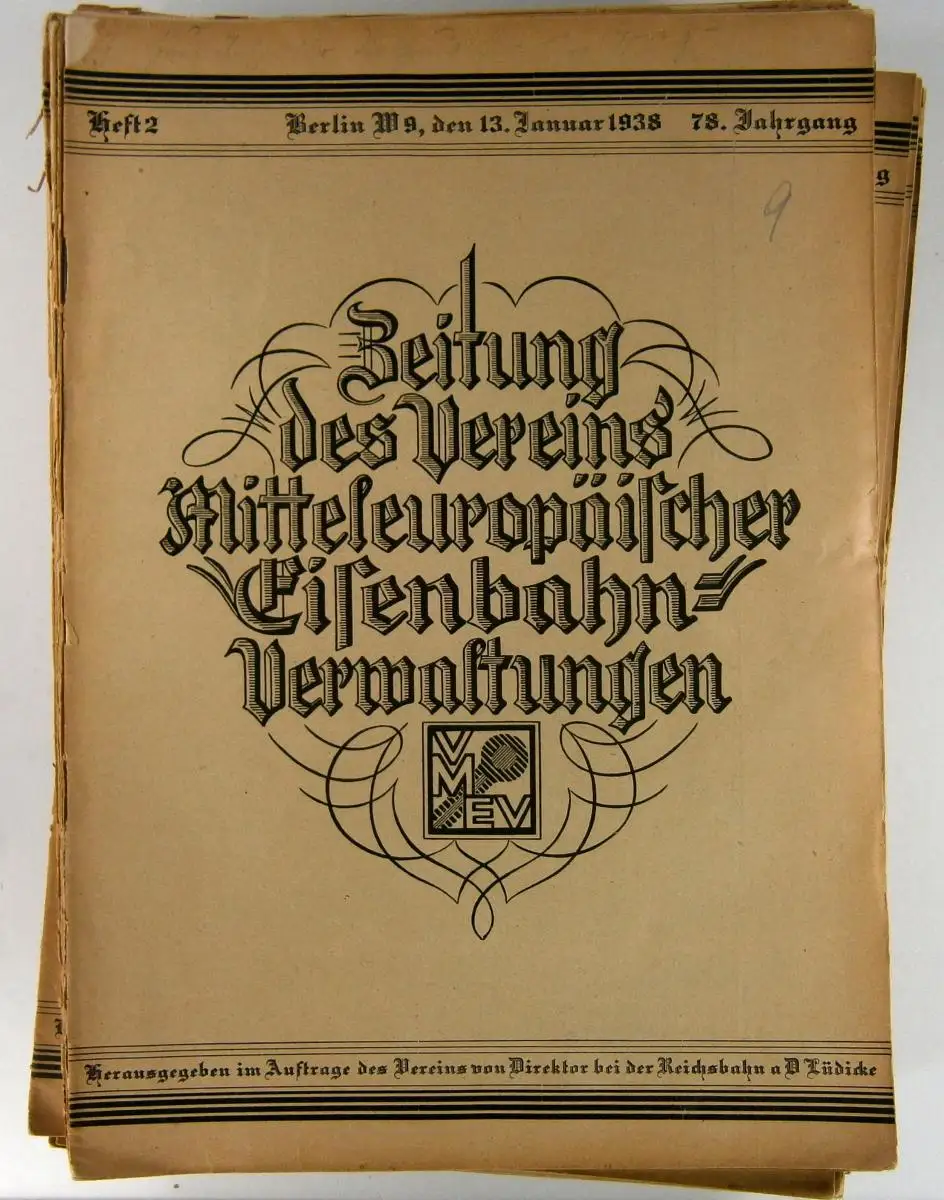 Heft 2 Berlin W 9, den 13. Januar 1938 78. Jahrgang
9
Zeitung
des Vereins
Mitteleuropäischer
Eisenbahn-
Verwaltungen
V
M
EV
Herausgegeben im Auftrage des Vereins von Direktor bei der Reichsbahn a D Lüdicke